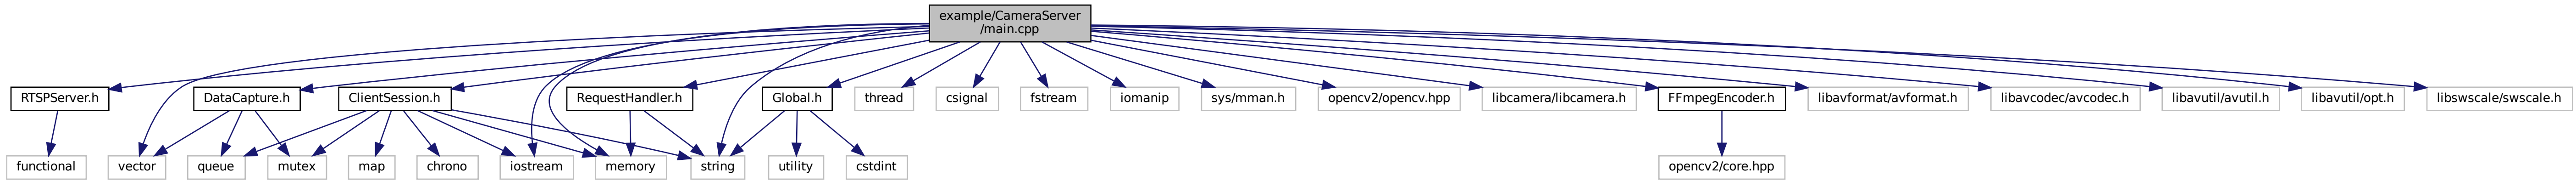 example/CameraServer
/main.cpp
RTSPServer.h
DataCapture.h
ClientSession.h
RequestHandler.h
Global.h
thread
csignal
fstream
iomanip
sys/mman.h
opencv2/opencv.hpp
libcamera/libcamera.h
FFmpegEncoder.h
libavformat/avformat.h
libavcodec/avcodec.h
libavutil/avutil.h
libavutil/opt.h
libswscale/swscale.h
functional
vector
queue
mutex
map
chrono
iostream
memory
string
utility
cstdint
opencv2/core.hpp